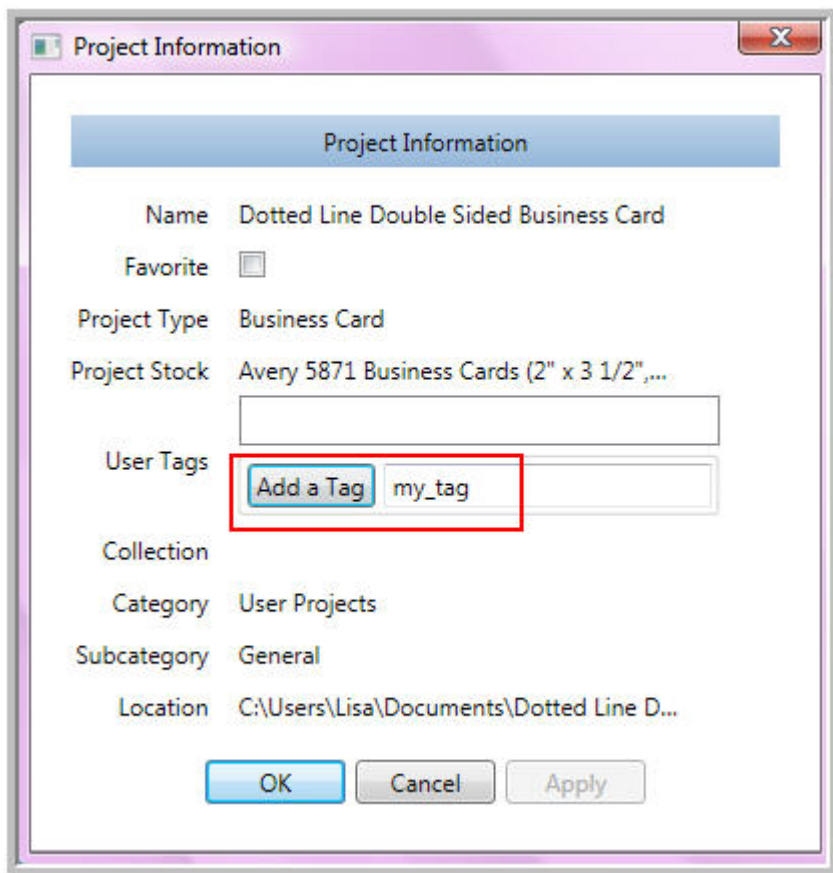 Project Information
Project Information
Name Dotted Line Double Sided Business Card
Favorite
Project Type Business Card
Project Stock Avery 5871 Business Cards (2" x 3 1/2",...
User Tags
Add a Tag my_tag
Collection
Category User Projects
Subcategory General
Location C:\Users\Lisa\Documents\Dotted Line D...
OK Cancel Apply